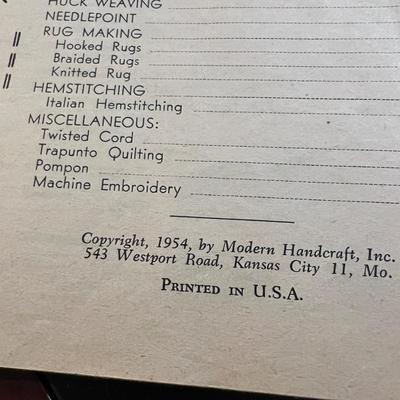 HUCK WEAVING
NEEDLEPOINT
RUG MAKING
Hooked Rugs
Braided Rugs
Knitted Rug
HEMSTITCHING
Italian Hemstitching
MISCELLANEOUS:
Twisted Cord
Trapunto Quilting
Pompon
Machine Embroidery
Copyright, 1954, by Modern Handcraft, Inc.
543 Westport Road, Kansas City 11, Mo.
PRINTED IN U.S.A.